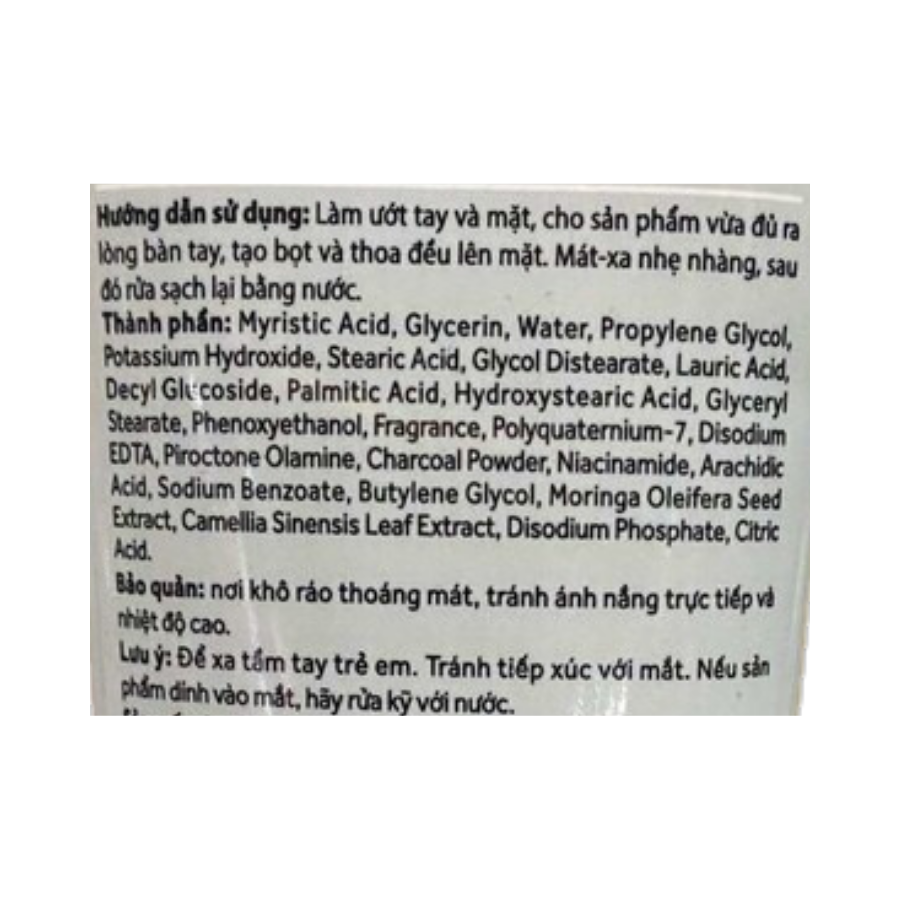 Hướng dẫn sử dụng: Làm ướt tay và mặt, cho sản phẩm vừa đủ ra
lòng bàn tay, tạo bọt và thoa đều lên mặt. Mát-xa nhẹ nhàng, sau
đó rửa sạch lại bằng nước.
Thành phần: Myristic Acid, Glycerin, Water, Propylene Glycol,
Potassium Hydroxide, Stearic Acid, Glycol Distearate, Lauric Acid,
Decyl Glucoside, Palmitic Acid, Hydroxystearic Acid, Glyceryl
Stearate, Phenoxyethanol, Fragrance, Polyquaternium-7, Disodium
EDTA, Piroctone Olamine, Charcoal Powder, Niacinamide, Arachidic
Acid, Sodium Benzoate, Butylene Glycol, Moringa Oleifera Seed
Extract, Camellia Sinensis Leaf Extract, Disodium Phosphate, Citric
Acid.
Bảo quản: nơi khô ráo thoáng mát, tránh ánh nắng trực tiếp và
nhiệt độ cao.
Lưu ý: Để xa tầm tay trẻ em. Tránh tiếp xúc với mắt. Nếu sản
phẩm dính vào mắt, hãy rửa kỹ với nước.